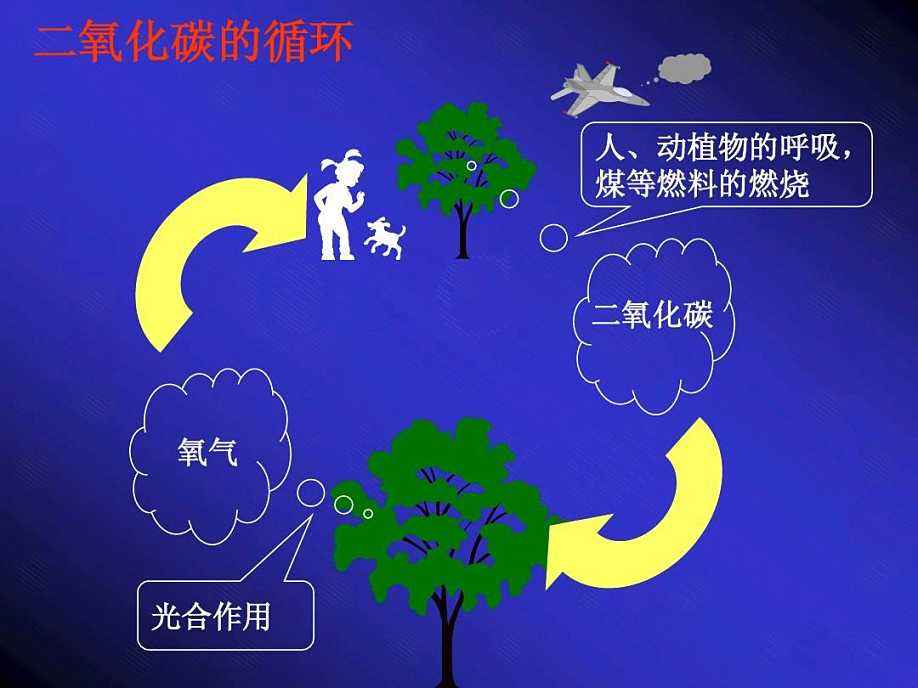 二氧化碳的循环
人、动植物的呼吸，
煤等燃料的燃烧
二氧化碳
氧气
光合作用